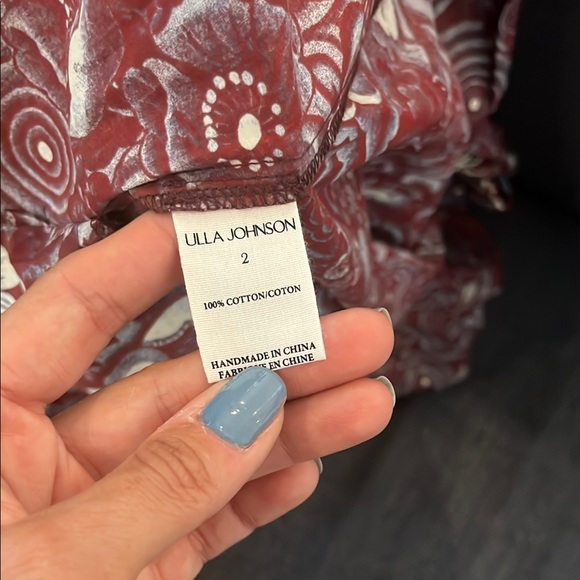 ULLA JOHNSON
2
100% COTTON/COTON
HANDMADE IN CHINA
EN CHINE